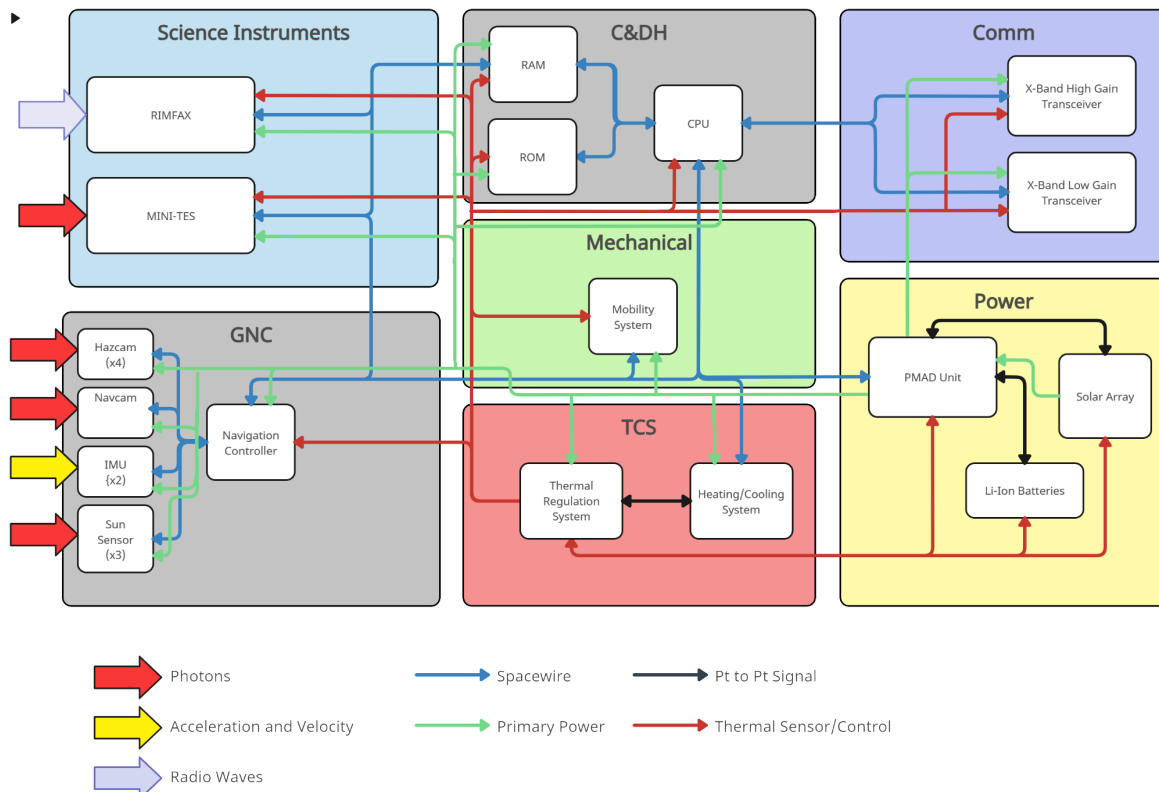 Science Instruments
RIMFAX
MINI-TES
C&DH
RAM
ROM
CPU
Comm
X-Band High Gain
Transceiver
X-Band Low Gain
Transceiver
Mechanical
Mobility
System
GNC
Hazcam
(x4)
Navcam
IMU
{x2)
Sun
Sensor
(x3)
Navigation
Controller
TCS
Thermal
Regulation
System
Heating/Cooling
System
Power
PMAD Unit
Solar Array
Li-Ion Batteries
Photons
Spacewire
Pt to Pt Signal
Acceleration and Velocity
Primary Power
Thermal Sensor/Control
Radio Waves